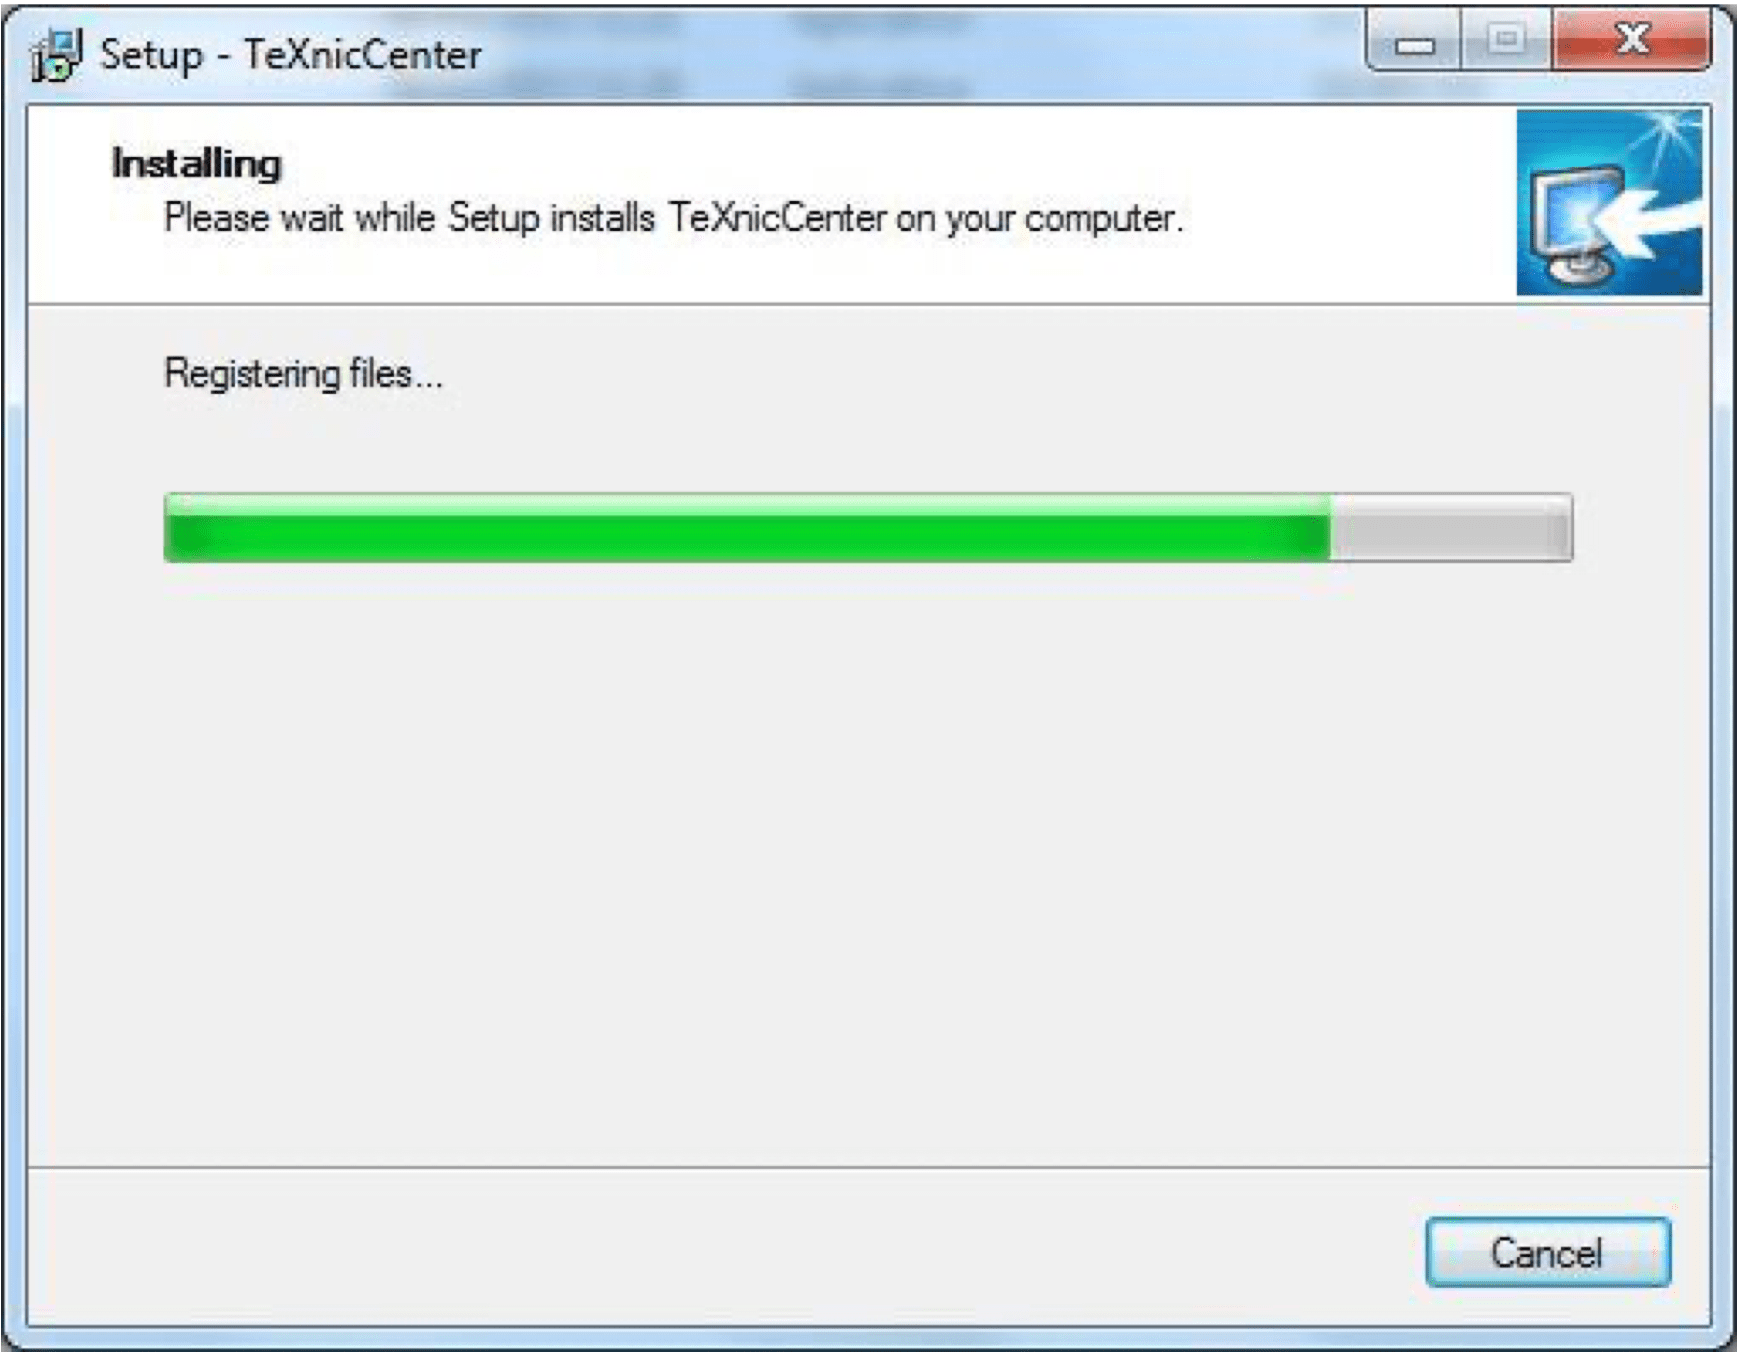 Setup - TeXnicCenter
Installing
Please wait while Setup installs TeXnicCenter on your computer.
Registering files...
Cancel